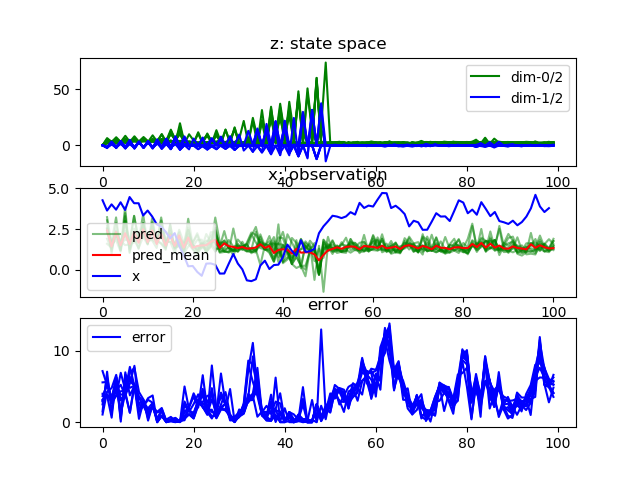 z: state space
50
0
dim-0/2
dim-1/2
0 20 40 60 80 100
x: observation
5.0
2.5
0.0
pred
pred_mean
x
0 20 40 60 80 100
error
10
0
error
0 20 40 60 80 100